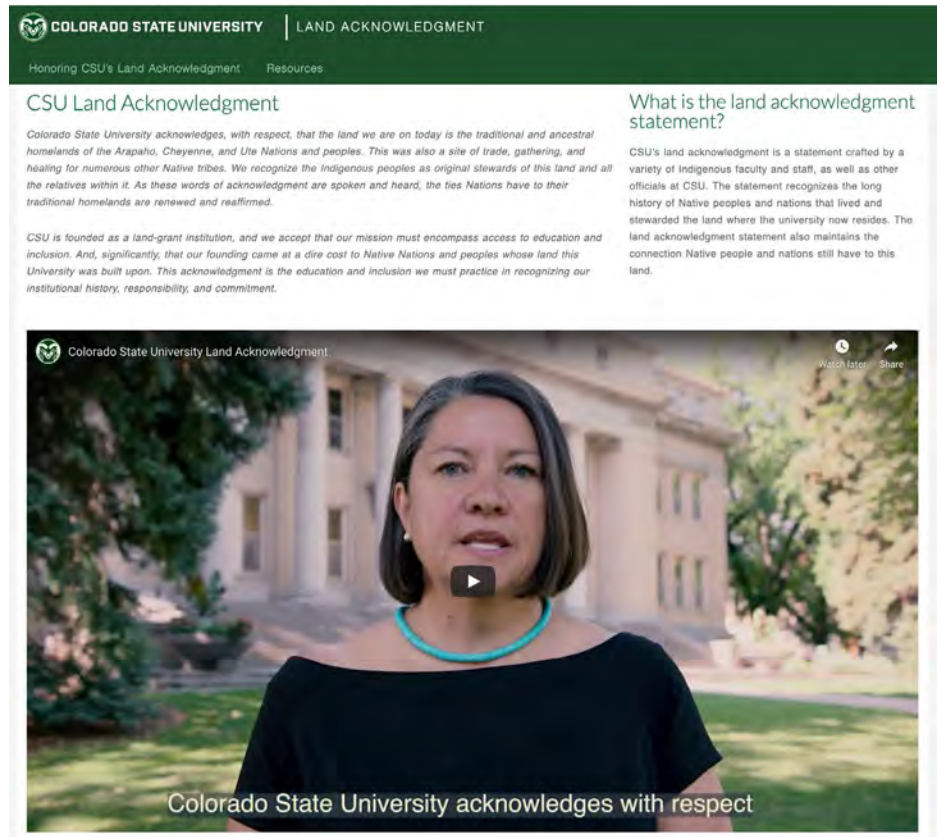 COLORADO STATE UNIVERSITY | LAND ACKNOWLEDGMENT
Honoring CSU's Land Acknowledgment Resources
CSU Land Acknowledgment
Colorado State University acknowledges, with respect, that the land we are on today is the traditional and ancestral
homelands of the Arapaho, Cheyenne, and Ute Nations and peoples. This was also a site of trade, gathering, and
healing for numerous other Native tribes. We recognize the Indigenous peoples as original stewards of this land and all
the relatives within it. As these words of acknowledgment are spoken and heard, the ties Nations have to their
traditional homelands are renewed and reaffirmed.
CSU is founded as a land-grant institution, and we accept that our mission must encompass access to education and
inclusion. And, significantly, that our founding came at a dire cost to Native Nations and peoples whose land this
University was built upon. This acknowledgment is the education and inclusion we must practice in recognizing our
institutional history, responsibility, and commitment.
What is the land acknowledgment
statement?
CSU's land acknowledgment is a statement crafted by a
variety of Indigenous faculty and staff, as well as other
officials at CSU. The statement recognizes the long
history of Native peoples and nations that lived and
stewarded the land where the university now resides. The
land acknowledgment statement also maintains the
connection Native people and nations still have to this
land.
Colorado State University Land Acknowledgment
Watch later Share
Colorado State University acknowledges with respect